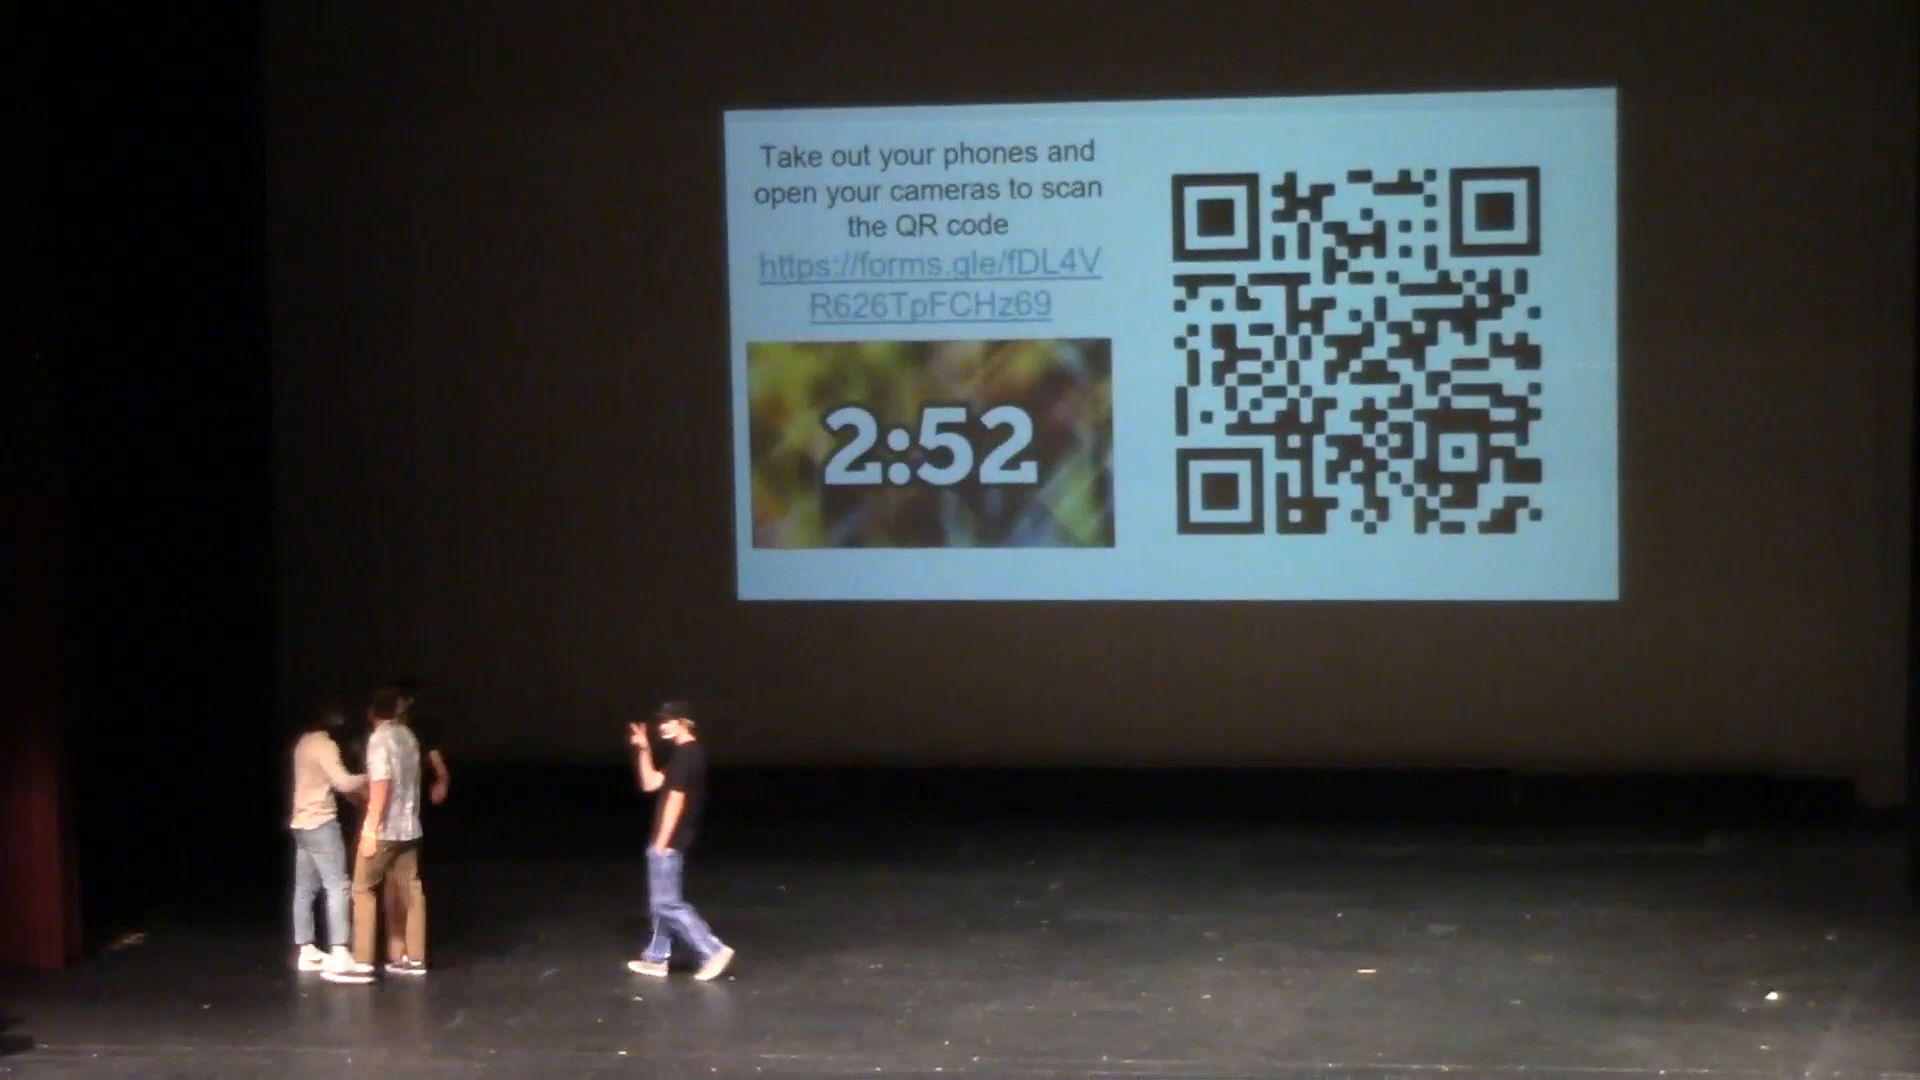 Take out your phones and
open your cameras to scan
the QR code
https://forms.gle/fDL4V
R626TpFCHz69
2:52